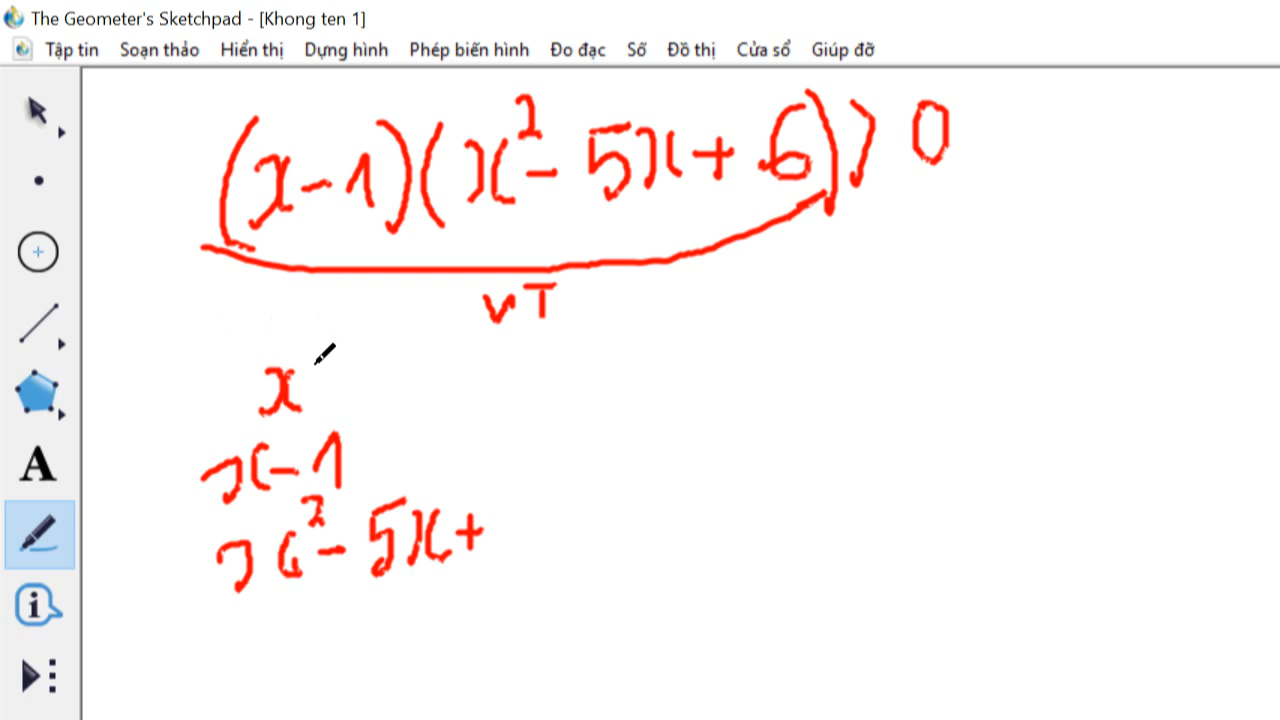 The Geometer's Sketchpad - [Khong ten 1]
Tập tin Soạn thảo Hiển thị Dựng hình Phép biến hình Đo đạc Số Đồ thị Cửa sổ Giúp đỡ
(x-1)(x²-5x+6)>0
VT
x
x-1
x²-5x+
A